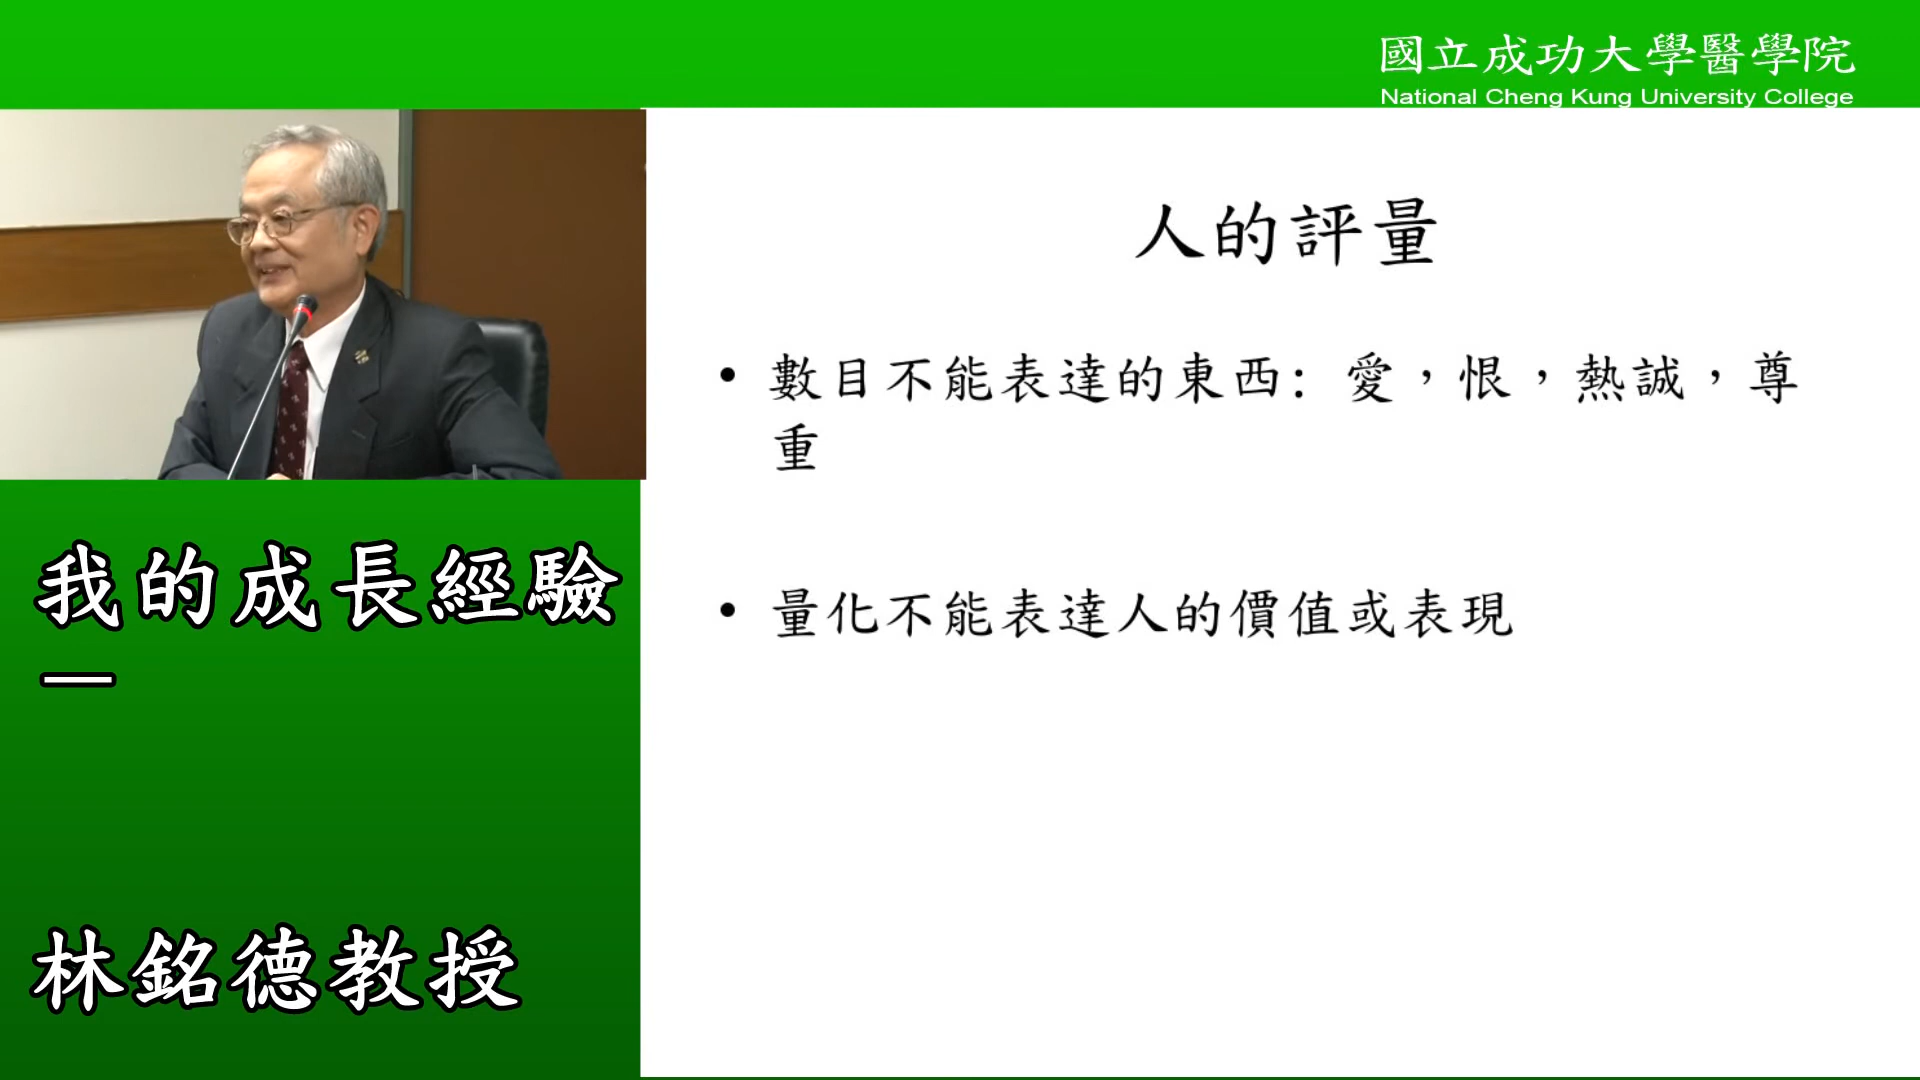 國立成功大學醫學院
National Cheng Kung University College
人的評量
• 數目不能表達的東西: 愛，恨，熱誠，尊
重
• 量化不能表達人的價值或表現
我的成長經驗
一
林銘德教授